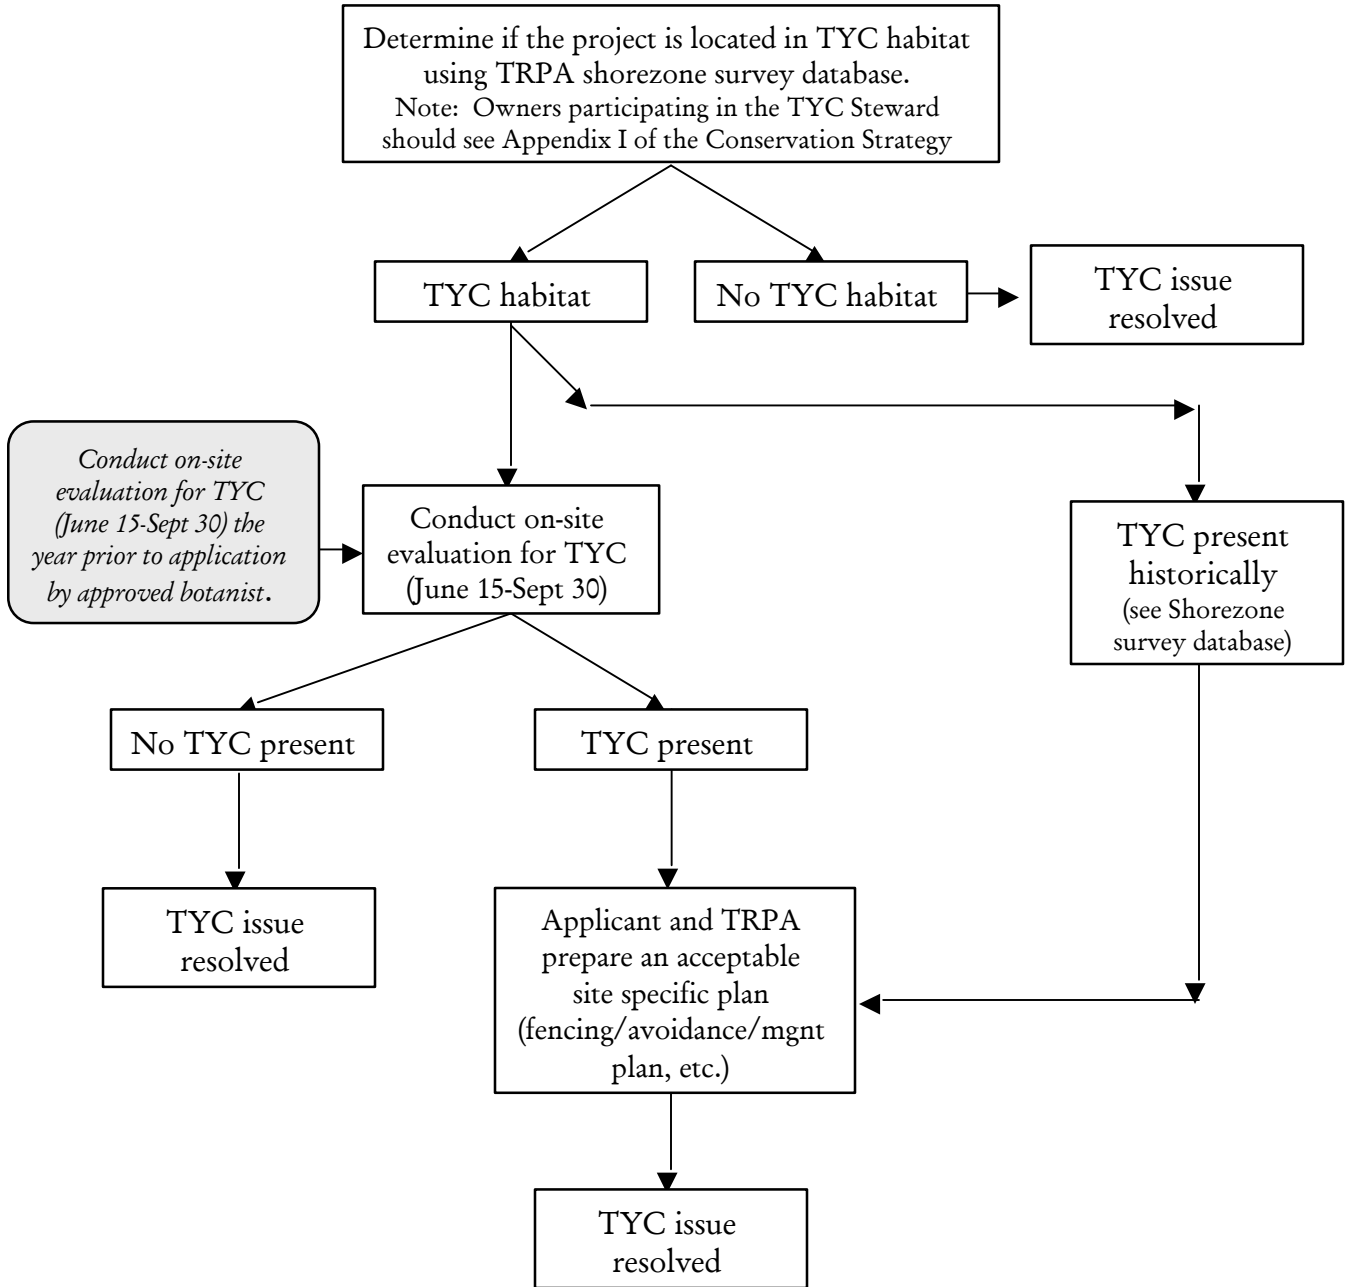 Determine if the project is located in TYC habitat
using TRPA shorezone survey database.
Note:  Owners participating in the TYC Steward
should see Appendix I of the Conservation Strategy
TYC habitat
No TYC habitat
TYC issue
resolved
Conduct on-site
evaluation for TYC
(June 15-Sept 30) the
year prior to application
by approved botanist.
Conduct on-site
evaluation for TYC
(June 15-Sept 30)
TYC present
historically
(see Shorezone
survey database)
No TYC present
TYC present
TYC issue
resolved
Applicant and TRPA
prepare an acceptable
site specific plan
(fencing/avoidance/mgnt
plan, etc.)
TYC issue
resolved